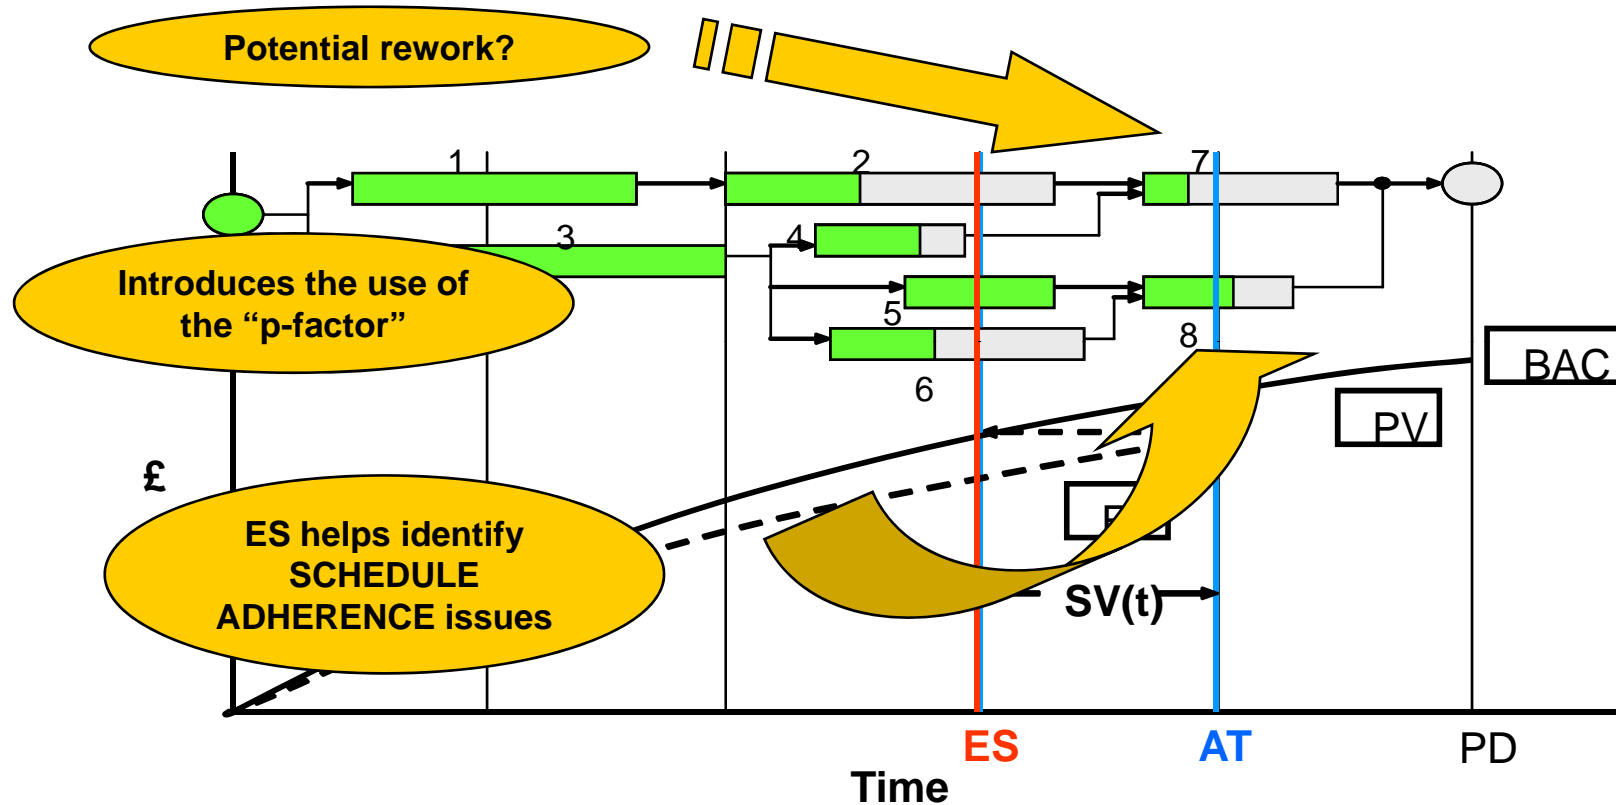 Potential rework?
1
2
7
3
4
Introduces the use of
the “p-factor”
5
8
6
BAC
PV
£
ES helps identify
SCHEDULE
ADHERENCE issues
SV(t)
ES
AT
PD
Time